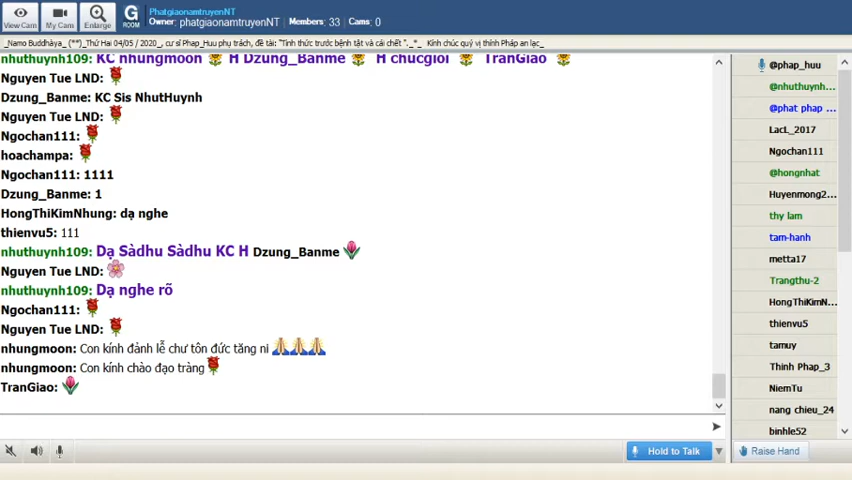 View Cam
My Cam
Enlarge
G
ROOM
PhatgiaonamtruyenNT
Owner: phatgiaonamtruyenNT Members: 33 Cams: 0
_Namo Buddhàya_ (**)_Thứ Hai 04/05 / 2020_, cư sĩ Phap_Huu phụ trách, đề tài: "Tinh thức trước bệnh tật và cái chết "._*_ Kính chúc quý vị thính Pháp an lạc_
nhuthuynh109: KC nhungmoon H Dzung_Banme H chucgioi TranGiao
Nguyen Tue LND:
Dzung_Banme: KC Sis NhutHuynh
Nguyen Tue LND:
Ngochan111:
hoachampa:
Ngochan111: 1111
Dzung_Banme: 1
HongThiKimNhung: dạ nghe
thienvu5: 111
nhuthuynh109: Dạ Sàdhu Sàdhu KC H Dzung_Banme
Nguyen Tue LND:
nhuthuynh109: Dạ nghe rõ
Ngochan111:
Nguyen Tue LND:
nhungmoon: Con kính đảnh lễ chư tôn đức tăng ni
nhungmoon: Con kính chào đạo tràng
TranGiao:
@phap_huu
@nhuthuynh...
@phat phap ...
LacL_2017
Ngochan111
@hongnhat
Huyenmong2...
thy lam
tam-hanh
metta17
Trangthu-2
HongThiKimN...
thienvu5
tamuy
Thinh Phap_3
NiemTu
nang chieu_24
binhle52
Hold to Talk
Raise Hand